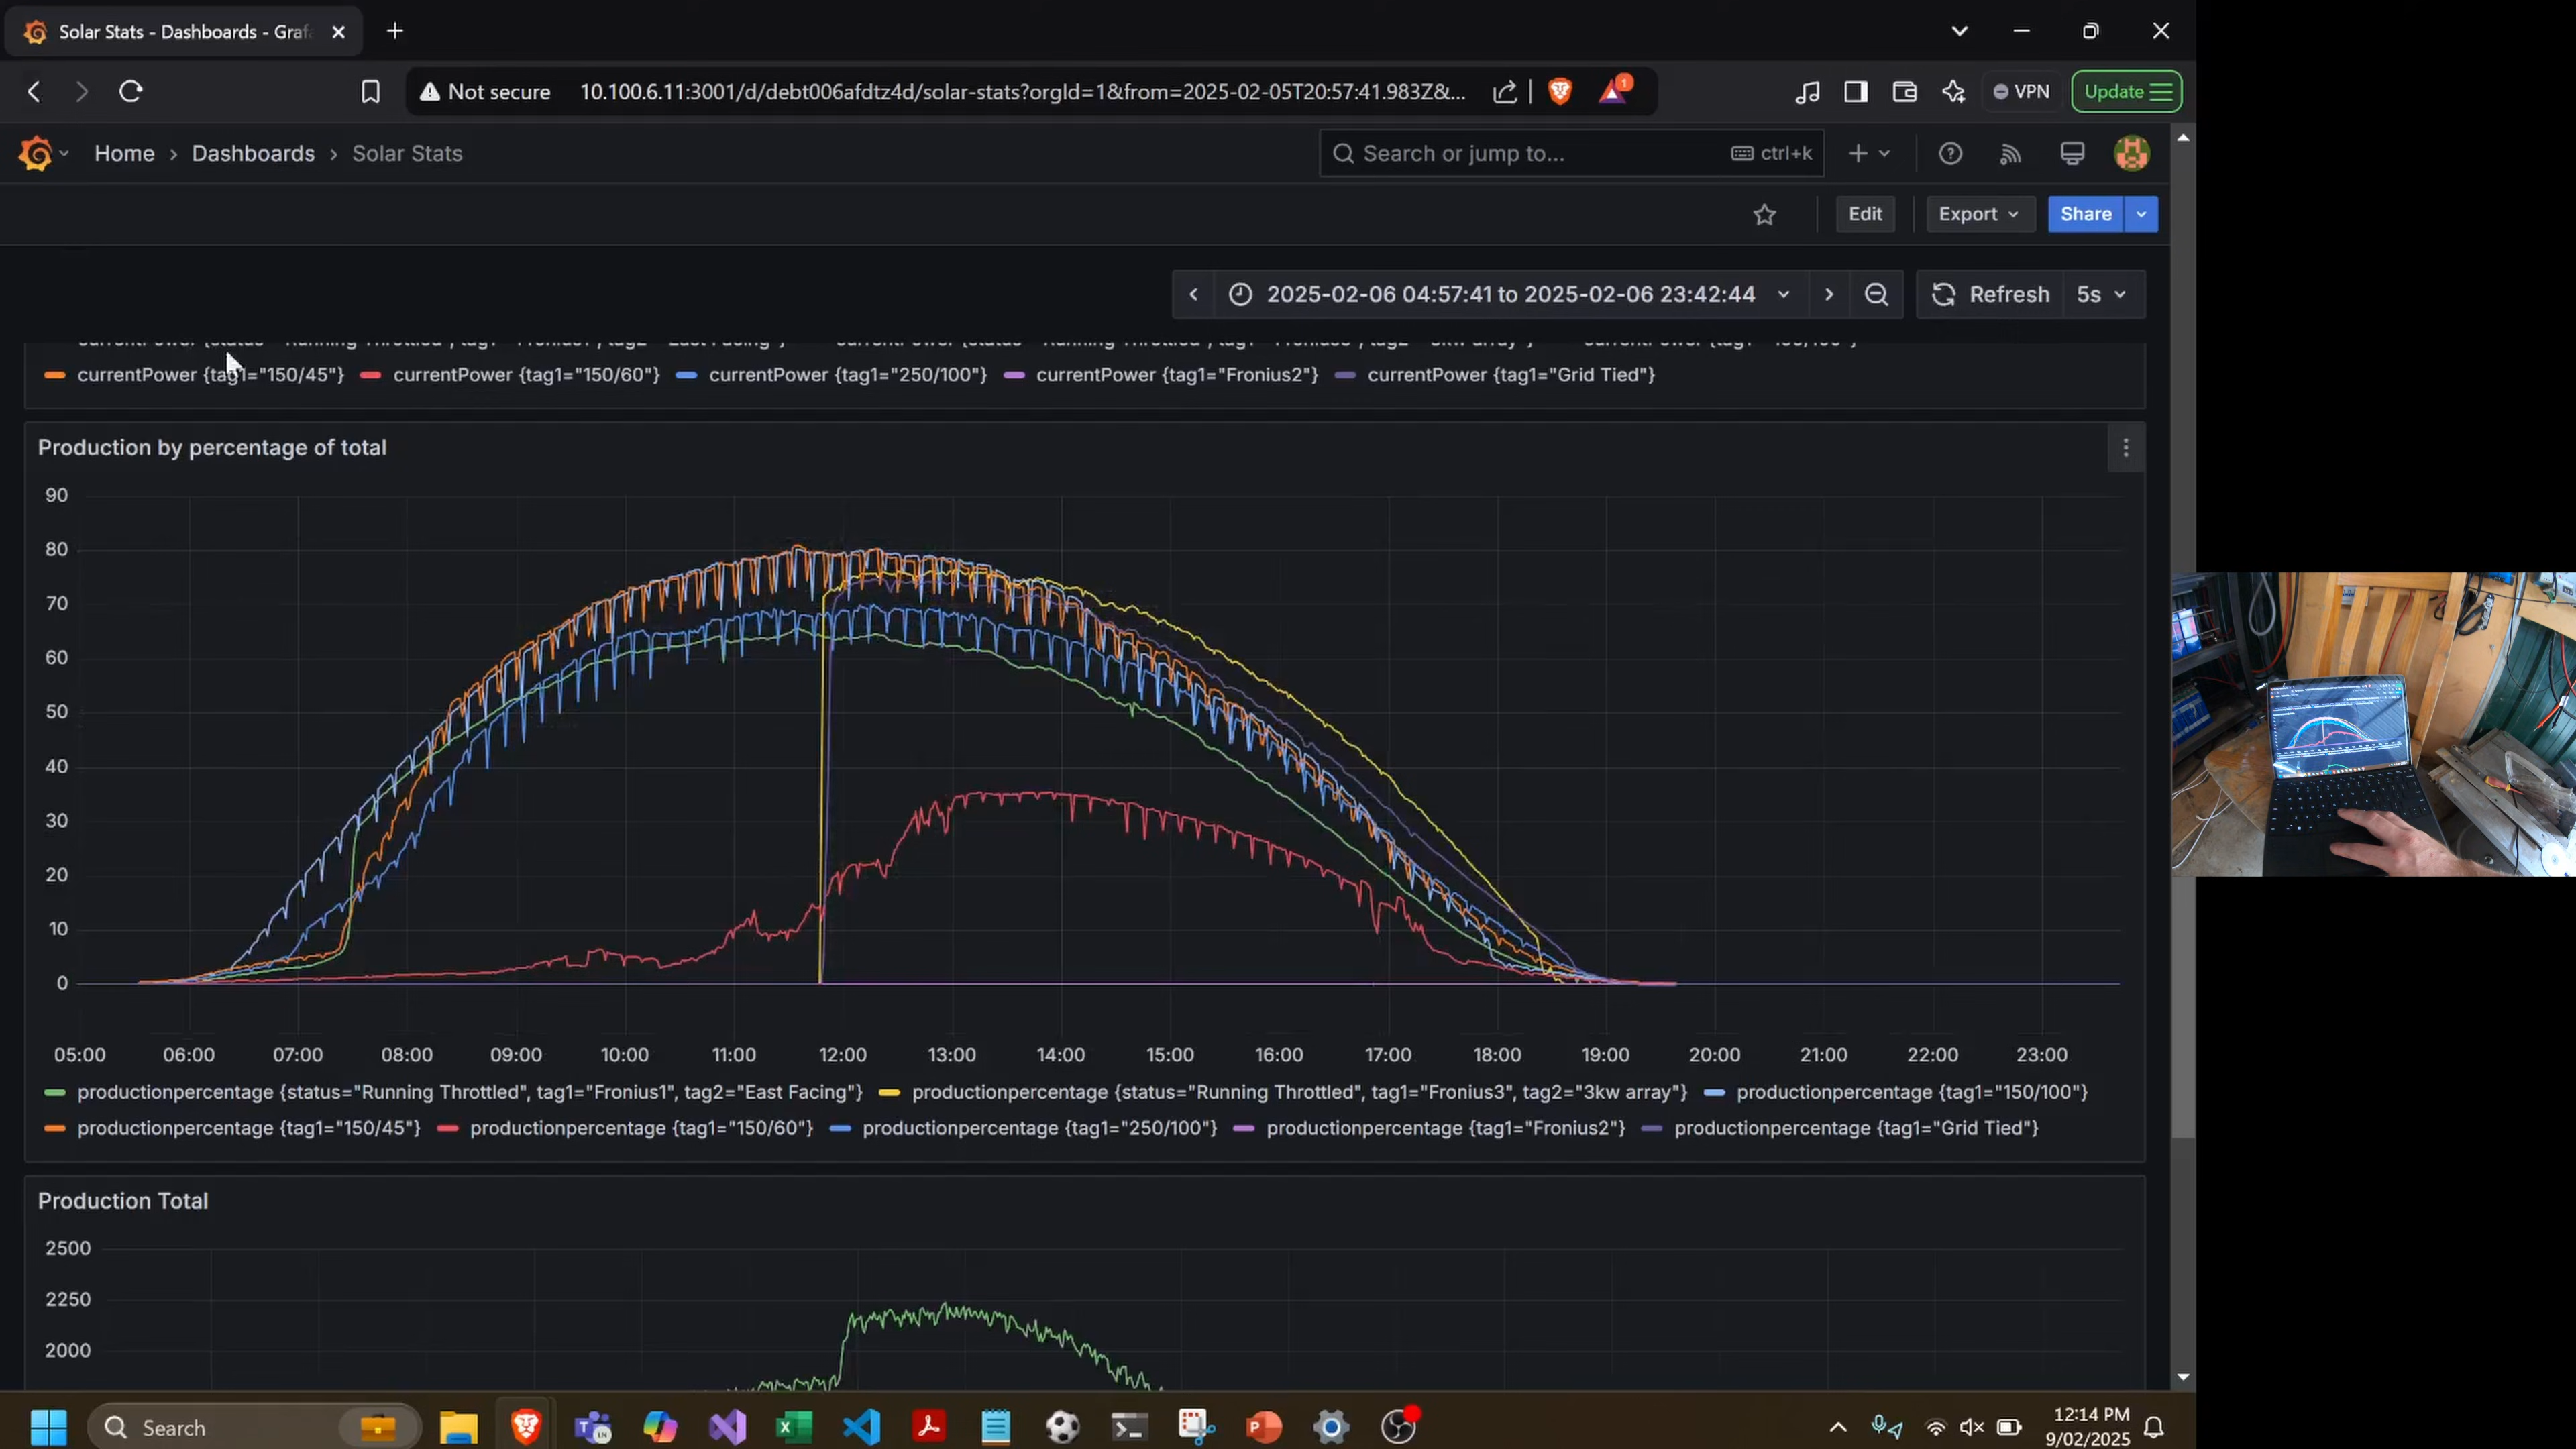 Solar Stats - Dashboards - Graf
Not secure 10.100.6.11:3001/d/debt006afdtz4d/solar-stats?orgId=1&from=2025-02-05T20:57:41.983Z&... 1 VPN Update
Home › Dashboards › Solar Stats Search or jump to... ctrl+k
Edit Export Share
2025-02-06 04:57:41 to 2025-02-06 23:42:44 Refresh 5s
currentPower {tag1="150/45"} currentPower {tag1="150/60"} currentPower {tag1="250/100"} currentPower {tag1="Fronius2"} currentPower {tag1="Grid Tied"}
Production by percentage of total
90
80
70
60
50
40
30
20
10
0
05:00 06:00 07:00 08:00 09:00 10:00 11:00 12:00 13:00 14:00 15:00 16:00 17:00 18:00 19:00 20:00 21:00 22:00 23:00
productionpercentage {status="Running Throttled", tag1="Fronius1", tag2="East Facing"} productionpercentage {status="Running Throttled", tag1="Fronius3", tag2="3kw array"} productionpercentage {tag1="150/100"}
productionpercentage {tag1="150/45"} productionpercentage {tag1="150/60"} productionpercentage {tag1="250/100"} productionpercentage {tag1="Fronius2"} productionpercentage {tag1="Grid Tied"}
Production Total
2500
2250
2000
Search
12:14 PM
9/02/2025